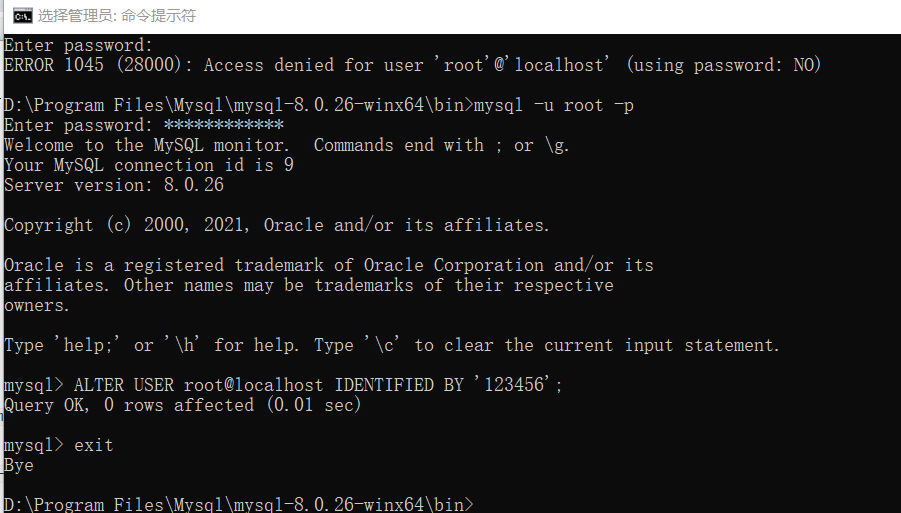 选择管理员: 命令提示符
Enter password:
ERROR 1045 (28000): Access denied for user 'root'@'localhost' (using password: NO)
D:\Program Files\Mysql\mysql-8.0.26-winx64\bin>mysql -u root -p
Enter password: ************
Welcome to the MySQL monitor.  Commands end with ; or \g.
Your MySQL connection id is 9
Server version: 8.0.26
Copyright (c) 2000, 2021, Oracle and/or its affiliates.
Oracle is a registered trademark of Oracle Corporation and/or its
affiliates. Other names may be trademarks of their respective
owners.
Type 'help;' or '\h' for help. Type '\c' to clear the current input statement.
mysql> ALTER USER root@localhost IDENTIFIED BY '123456';
Query OK, 0 rows affected (0.01 sec)
mysql> exit
Bye
D:\Program Files\Mysql\mysql-8.0.26-winx64\bin>